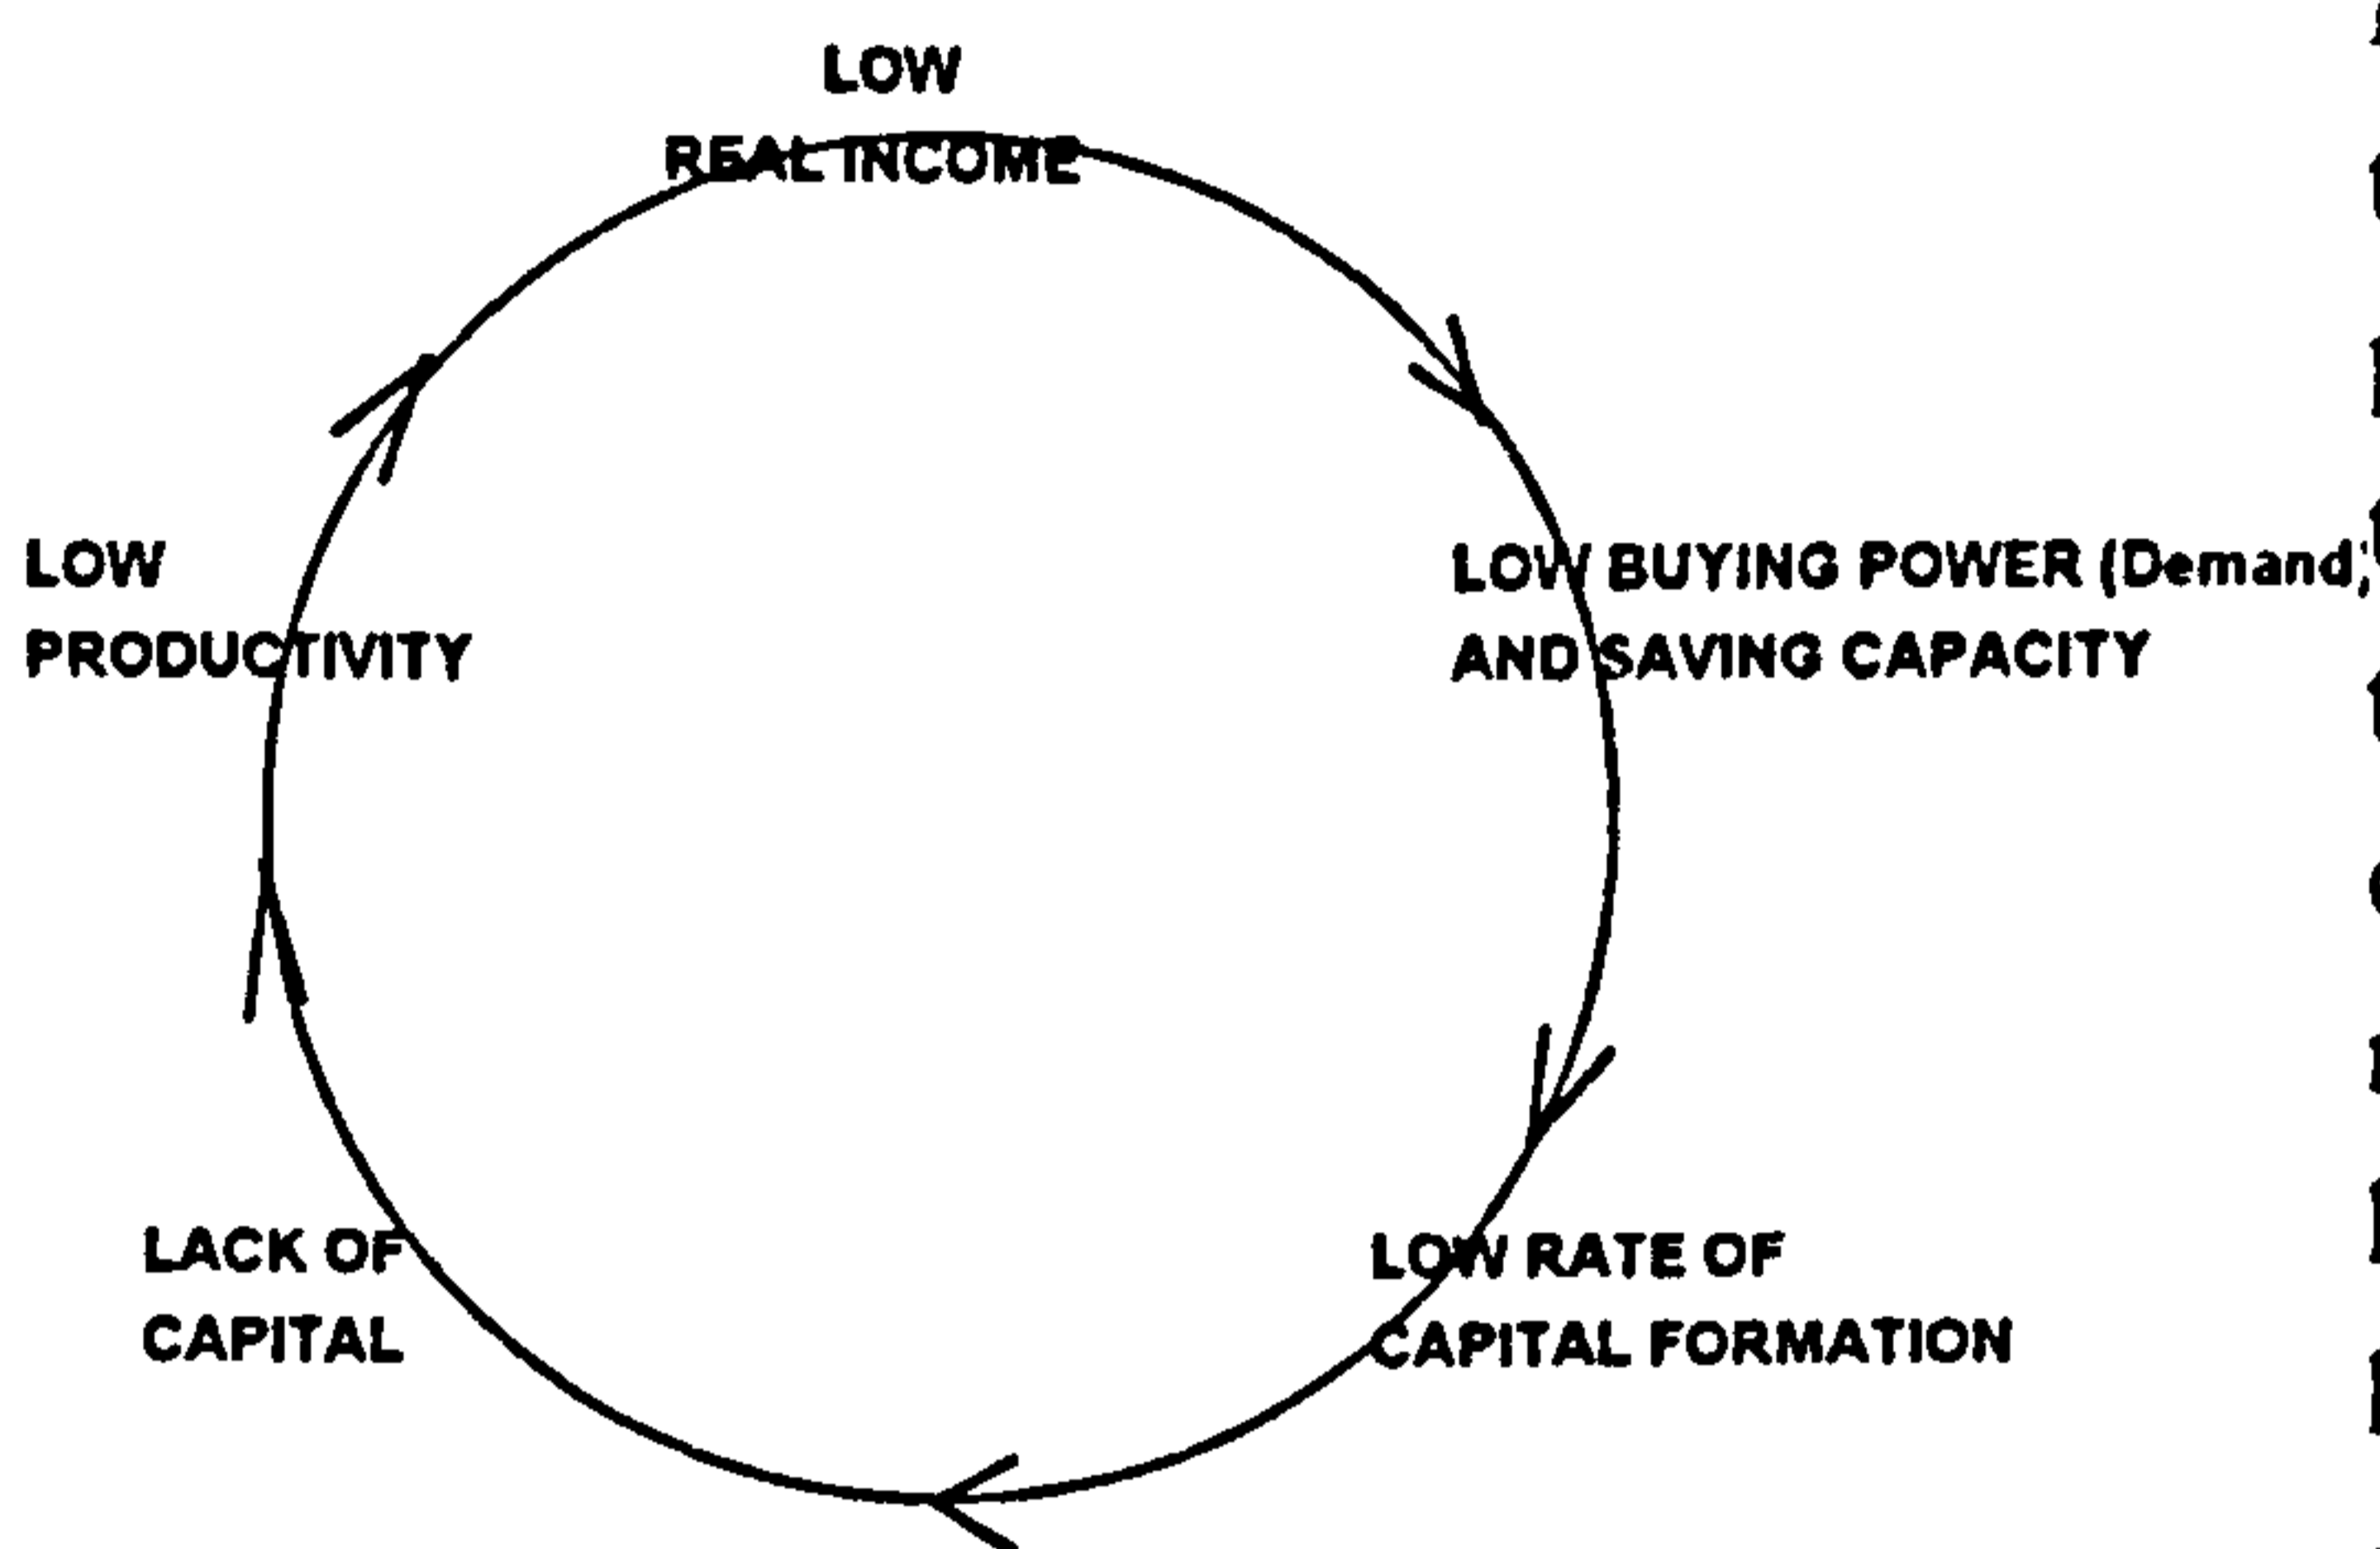 LOW
REAL INCOME
LOW BUYING POWER (Demand)
AND SAVING CAPACITY
LOW RATE OF
CAPITAL FORMATION
LACK OF
CAPITAL
LOW
PRODUCTIVITY